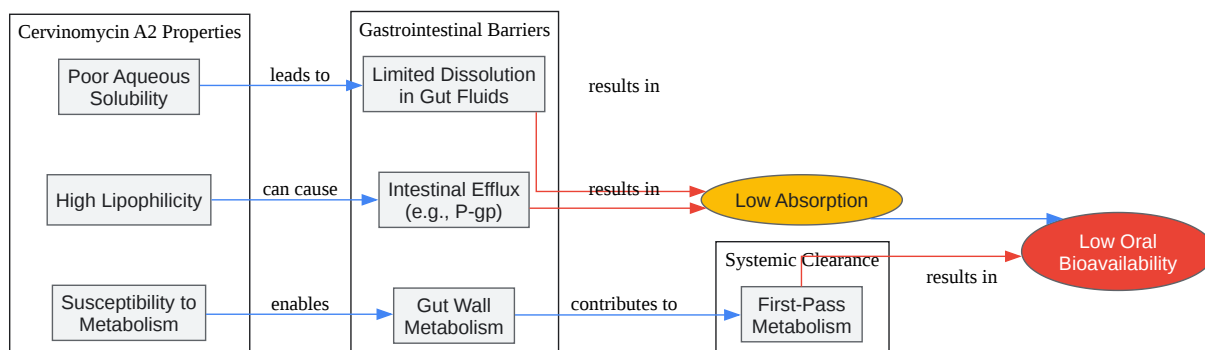 Cervinomycin A2 Properties
Gastrointestinal Barriers
Poor Aqueous
Solubility
leads to
Limited Dissolution
in Gut Fluids
results in
High Lipophilicity
can cause
Intestinal Efflux
(e.g., P-gp)
results in
Low Absorption
Systemic Clearance
Low Oral
Bioavailability
results in
Susceptibility to
Metabolism
enables
Gut Wall
Metabolism
contributes to
First-Pass
Metabolism